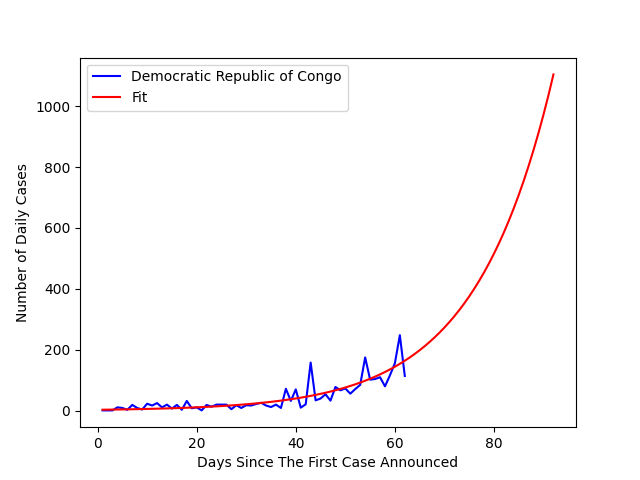 Democratic Republic of Congo
Fit
1000
800
600
400
200
0
0 20 40 60 80
Number of Daily Cases
Days Since The First Case Announced